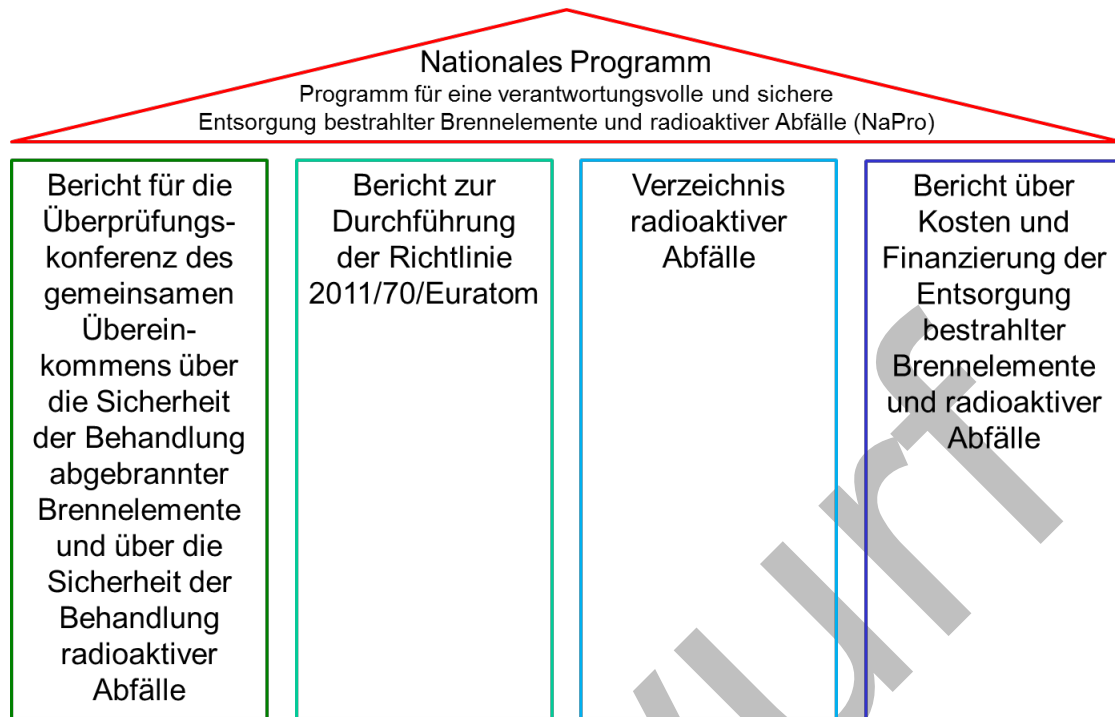 Nationales Programm
Programm für eine verantwortungsvolle und sichere
Entsorgung bestrahlter Brennelemente und radioaktiver Abfälle (NaPro)
Bericht für die
Überprüfungs-
konferenz des
gemeinsamen
Überein-
kommens über
die Sicherheit
der Behandlung
abgebrannter
Brennelemente
und über die
Sicherheit der
Behandlung
radioaktiver
Abfälle
Bericht zur
Durchführung
der Richtlinie
2011/70/Euratom
Verzeichnis
radioaktiver
Abfälle
Bericht über
Kosten und
Finanzierung der
Entsorgung
bestrahlter
Brennelemente
und radioaktiver
Abfälle
urf